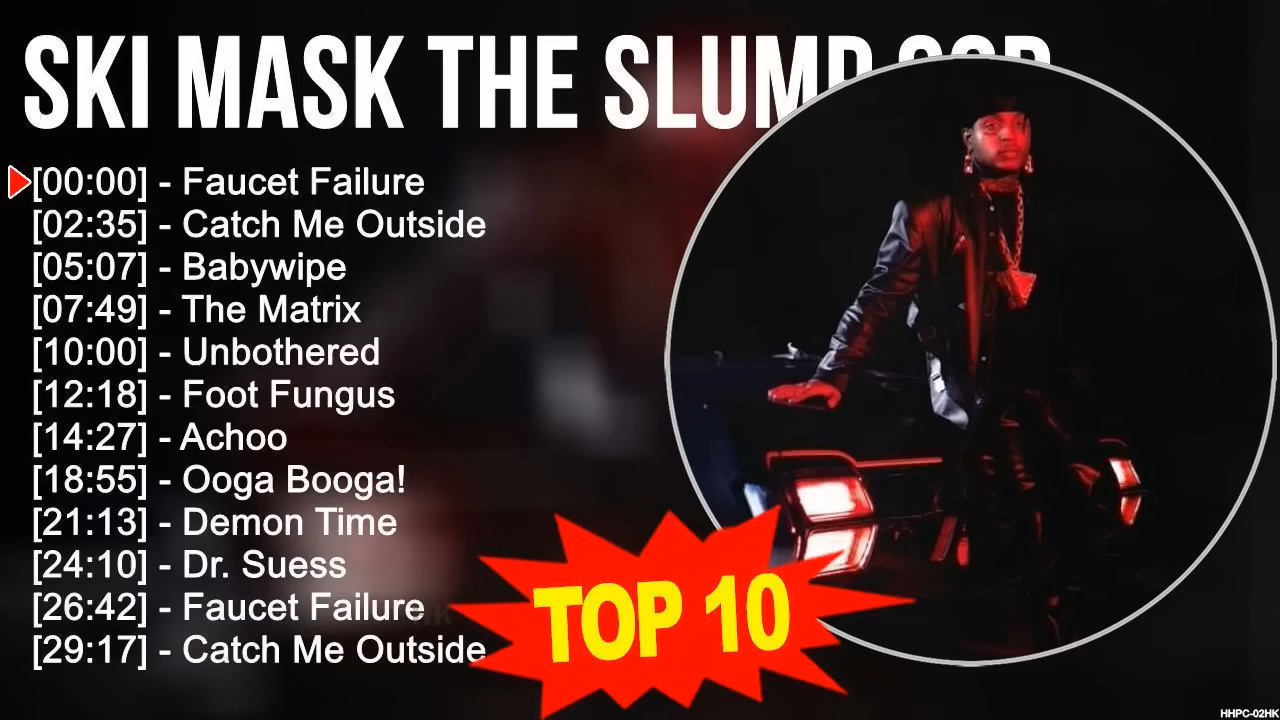 SKI MASK THE SLUMP GOD
[00:00] - Faucet Failure
[02:35] - Catch Me Outside
[05:07] - Babywipe
[07:49] - The Matrix
[10:00] - Unbothered
[12:18] - Foot Fungus
[14:27] - Achoo
[18:55] - Ooga Booga!
[21:13] - Demon Time
[24:10] - Dr. Suess
[26:42] - Faucet Failure
[29:17] - Catch Me Outside
TOP 10
HHPC-02HK